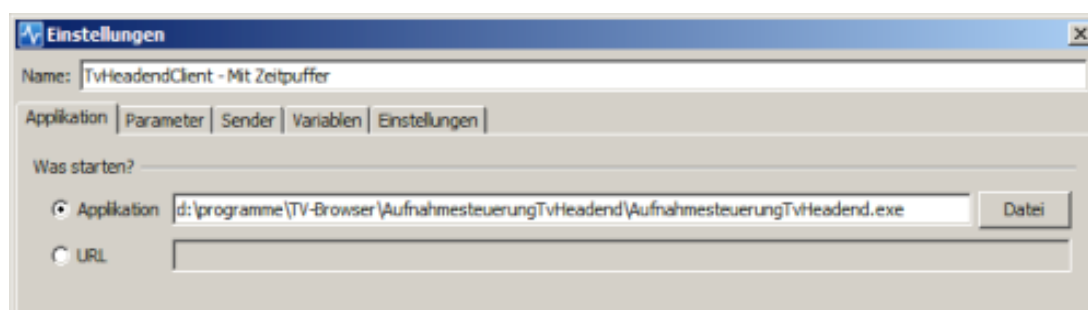 Einstellungen
Name: TvHeadendClient - Mit Zeitpuffer
Applikation Parameter Sender Variablen Einstellungen
Was starten?
Applikation d:\programme\TV-Browser\AufnahmesteuerungTvHeadend\AufnahmesteuerungTvHeadend.exe Datei
URL